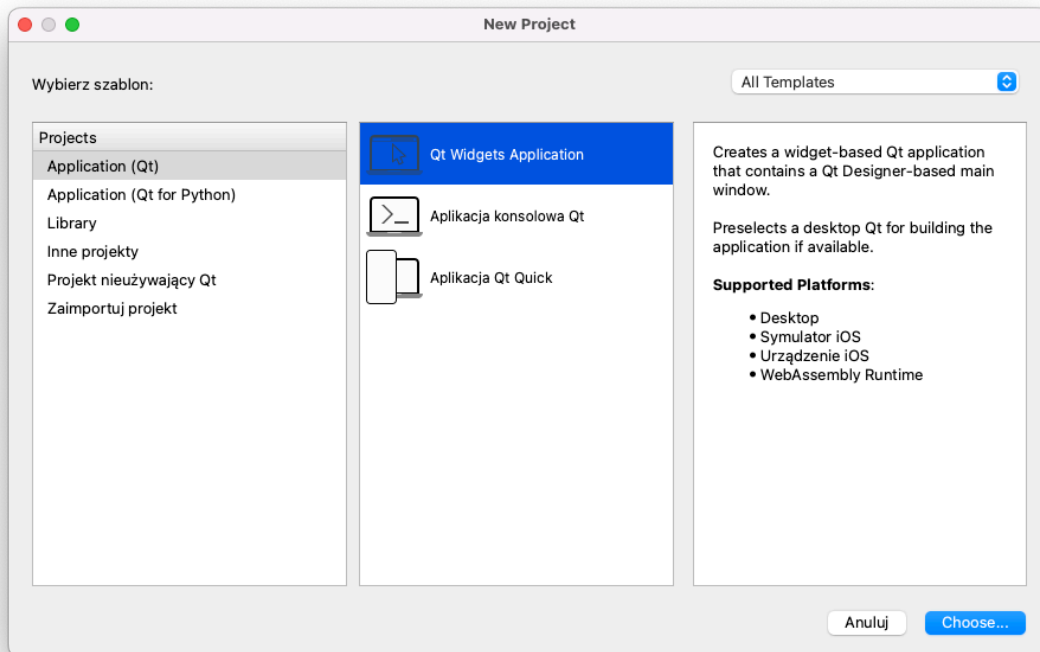 New Project
Wybierz szablon:
All Templates
Projects
Application (Qt)
Application (Qt for Python)
Library
Inne projekty
Projekt nieużywający Qt
Zaimportuj projekt
Qt Widgets Application
Aplikacja konsolowa Qt
Aplikacja Qt Quick
Creates a widget-based Qt application
that contains a Qt Designer-based main
window.
Preselects a desktop Qt for building the
application if available.
Supported Platforms:
• Desktop
• Symulator iOS
• Urządzenie iOS
• WebAssembly Runtime
Anuluj
Choose...